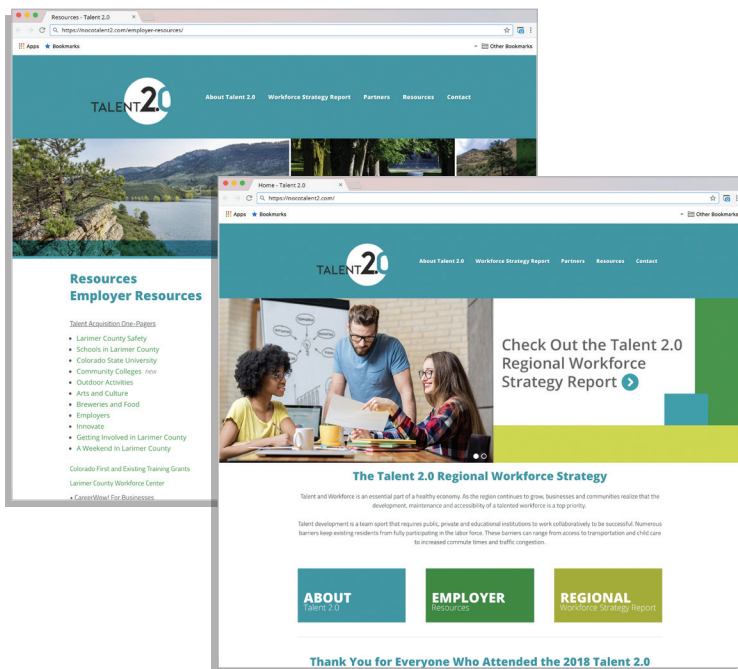 Resources - Talent 2.0
https://nocotalent2.com/employer-resources/
Apps Bookmarks Other Bookmarks
TALENT 2.0
About Talent 2.0 Workforce Strategy Report Partners Resources Contact
Resources
Employer Resources
Talent Acquisition One-Pagers
• Larimer County Safety
• Schools in Larimer County
• Colorado State University
• Community Colleges new
• Outdoor Activities
• Arts and Culture
• Breweries and Food
• Employers
• Innovate
• Getting Involved in Larimer County
• A Weekend In Larimer County
Colorado First and Existing Training Grants
Larimer County Workforce Center
• CareerWow! For Businesses
Home - Talent 2.0
https://nocotalent2.com/
Apps Bookmarks Other Bookmarks
TALENT 2.0
About Talent 2.0 Workforce Strategy Report Partners Resources Contact
Check Out the Talent 2.0
Regional Workforce
Strategy Report
The Talent 2.0 Regional Workforce Strategy
Talent and Workforce is an essential part of a healthy economy. As the region continues to grow, businesses and communities realize that the
development, maintenance and accessibility of a talented workforce is a top priority.
Talent development is a team sport that requires public, private and educational institutions to work collaboratively to be successful. Numerous
barriers keep existing residents from fully participating in the labor force. These barriers can range from access to transportation and child care
to increased commute times and traffic congestion.
ABOUT
Talent 2.0
EMPLOYER
Resources
REGIONAL
Workforce Strategy Report
Thank You for Everyone Who Attended the 2018 Talent 2.0